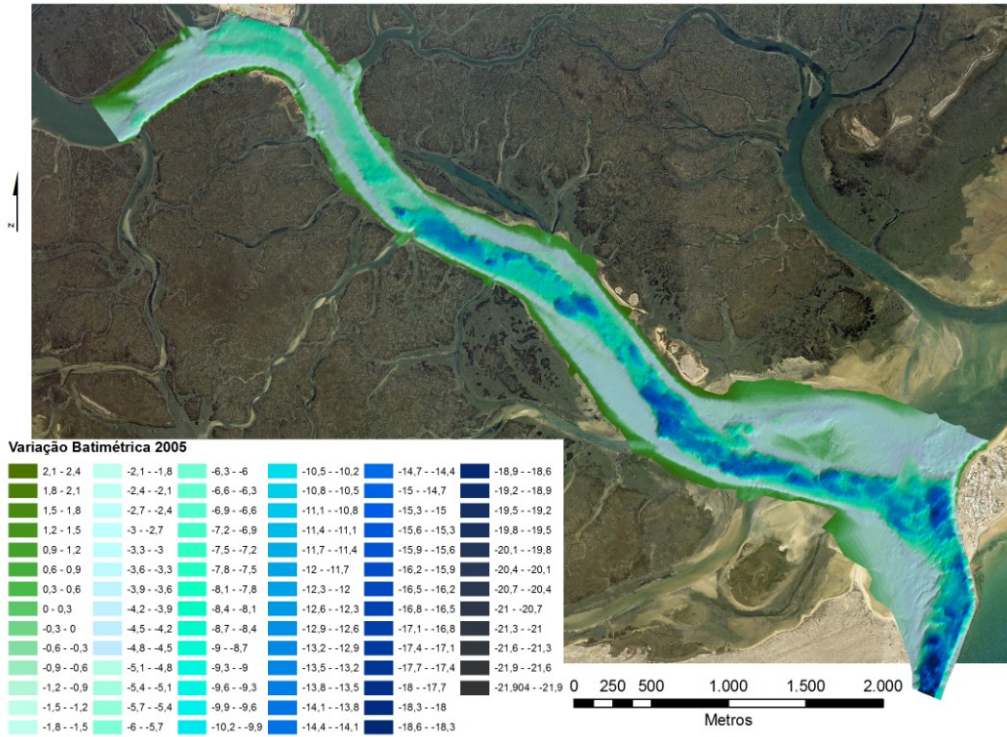 N
Variação Batimétrica 2005
2,1 - 2,4
1,8 - 2,1
1,5 - 1,8
1,2 - 1,5
0,9 - 1,2
0,6 - 0,9
0,3 - 0,6
0 - 0,3
-0,3 - 0
-0,6 - -0,3
-0,9 - -0,6
-1,2 - -0,9
-1,5 - -1,2
-1,8 - -1,5
-2,1 - -1,8
-2,4 - -2,1
-2,7 - -2,4
-3 - -2,7
-3,3 - -3
-3,6 - -3,3
-3,9 - -3,6
-4,2 - -3,9
-4,5 - -4,2
-4,8 - -4,5
-5,1 - -4,8
-5,4 - -5,1
-5,7 - -5,4
-6 - -5,7
-6,3 - -6
-6,6 - -6,3
-6,9 - -6,6
-7,2 - -6,9
-7,5 - -7,2
-7,8 - -7,5
-8,1 - -7,8
-8,4 - -8,1
-8,7 - -8,4
-9 - -8,7
-9,3 - -9
-9,6 - -9,3
-9,9 - -9,6
-10,2 - -9,9
-10,5 - -10,2
-10,8 - -10,5
-11,1 - -10,8
-11,4 - -11,1
-11,7 - -11,4
-12 - -11,7
-12,3 - -12
-12,6 - -12,3
-12,9 - -12,6
-13,2 - -12,9
-13,5 - -13,2
-13,8 - -13,5
-14,1 - -13,8
-14,4 - -14,1
-14,7 - -14,4
-15 - -14,7
-15,3 - -15
-15,6 - -15,3
-15,9 - -15,6
-16,2 - -15,9
-16,5 - -16,2
-16,8 - -16,5
-17,1 - -16,8
-17,4 - -17,1
-17,7 - -17,4
-18 - -17,7
-18,3 - -18
-18,6 - -18,3
-18,9 - -18,6
-19,2 - -18,9
-19,5 - -19,2
-19,8 - -19,5
-20,1 - -19,8
-20,4 - -20,1
-20,7 - -20,4
-21 - -20,7
-21,3 - -21
-21,6 - -21,3
-21,9 - -21,6
-21,904 - -21,9
0 250 500 1.000 1.500 2.000
Metros